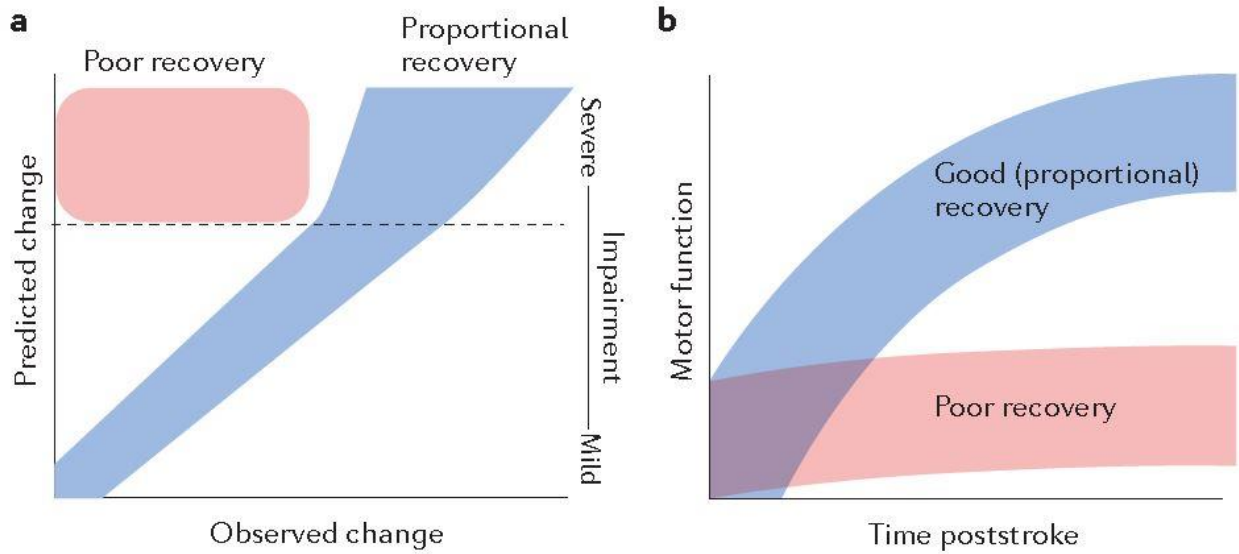 a
Poor recovery
Proportional
recovery
Predicted change
Severe
Impairment
Mild
Observed change
b
Motor function
Good (proportional)
recovery
Poor recovery
Time poststroke